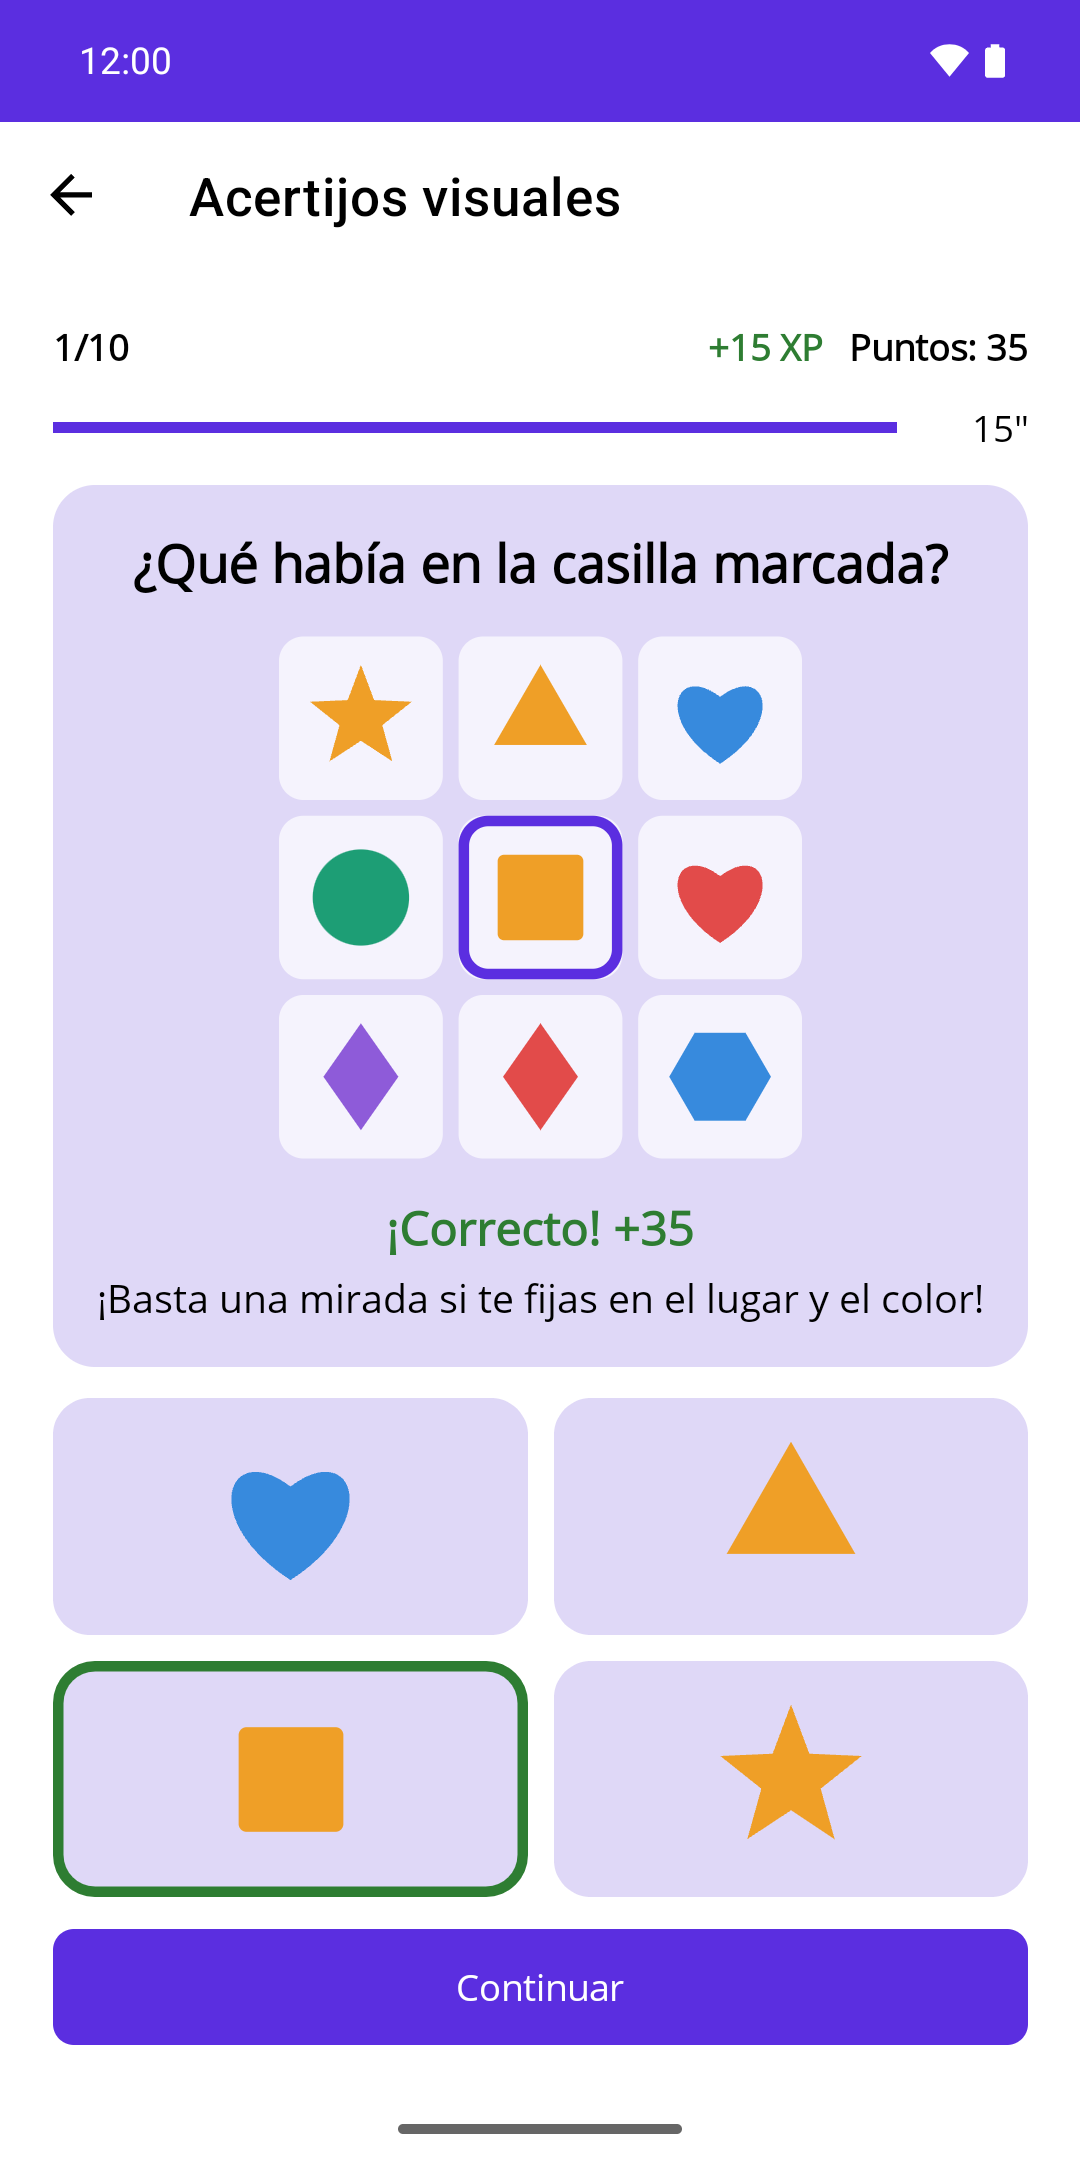 12:00
Acertijos visuales
1/10
+15 XP Puntos: 35
15"
¿Qué había en la casilla marcada?
¡Correcto! +35
¡Basta una mirada si te fijas en el lugar y el color!
Continuar